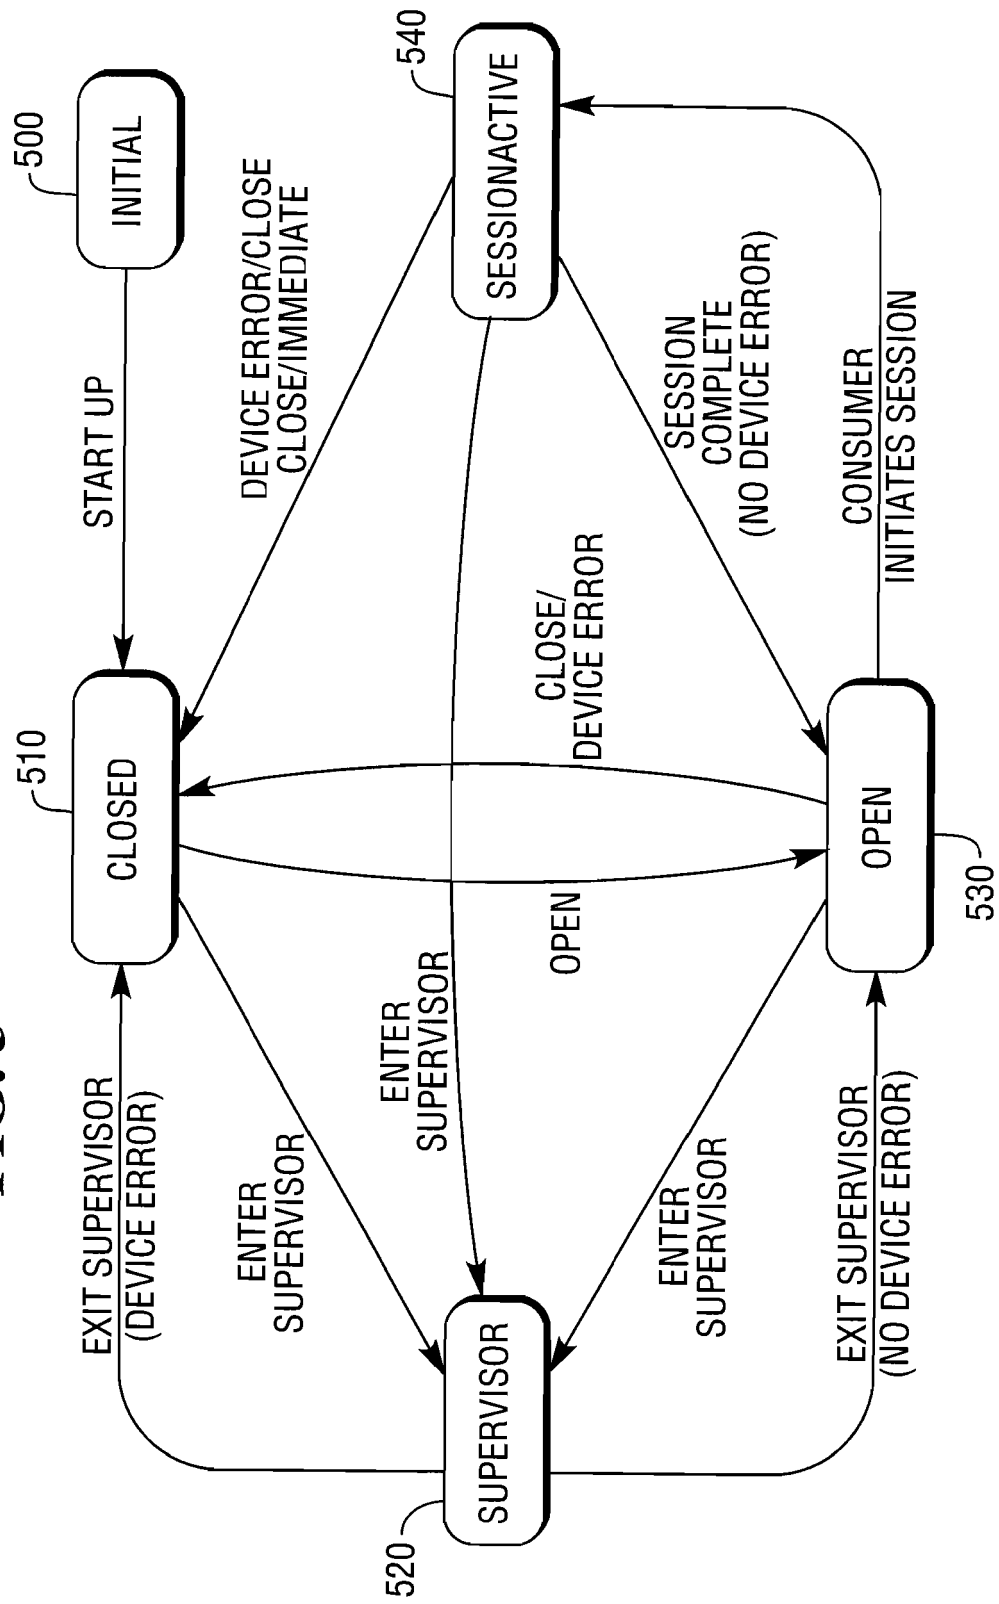 510
500
EXIT SUPERVISOR
(DEVICE ERROR)
CLOSED
START UP
INITIAL
ENTER
SUPERVISOR
DEVICE ERROR/CLOSE
CLOSE/IMMEDIATE
520
SUPERVISOR
ENTER
SUPERVISOR
540
SESSIONACTIVE
OPEN
CLOSE/
DEVICE ERROR
ENTER
SUPERVISOR
SESSION
COMPLETE
(NO DEVICE ERROR)
EXIT SUPERVISOR
(NO DEVICE ERROR)
OPEN
CONSUMER
INITIATES SESSION
530